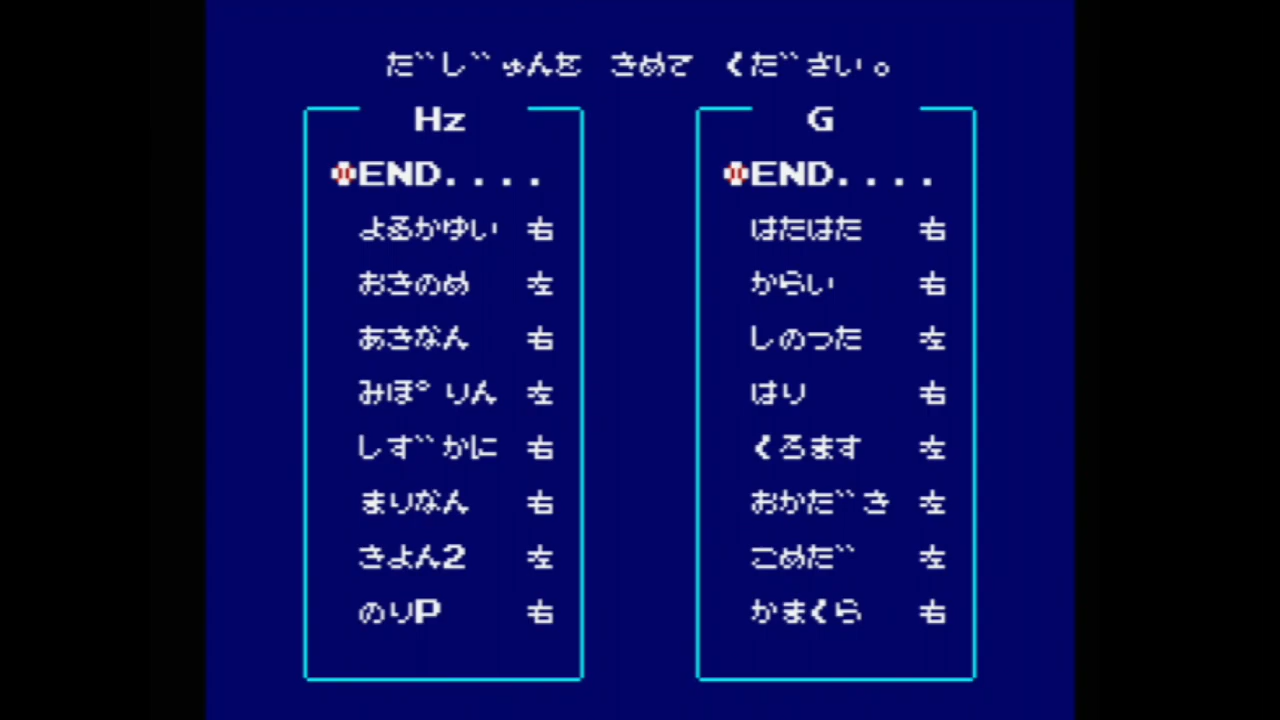 だじゅんを きめて ください。
Hz
END....
よるかゆい 右
おきのめ 左
あきなん 右
みぽりん 左
しずかに 右
まりなん 右
きよん2 左
のりP 右
G
END....
はたはた 右
からい 右
しのつた 左
はり 右
くろます 左
おかださ 左
こめだ 左
かまくら 右